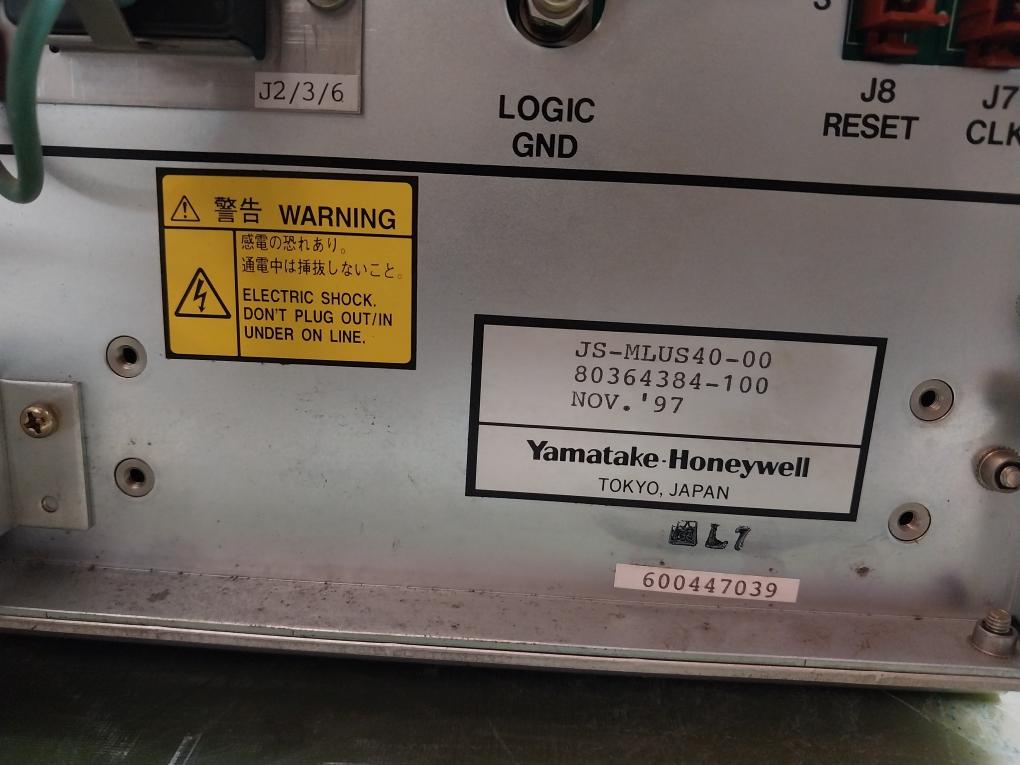 J2/3/6
LOGIC
GND
J8
RESET
J7
CLK
警告 WARNING
感電の恐れあり。
通電中は挿抜しないこと。
ELECTRIC SHOCK.
DON'T PLUG OUT/IN
UNDER ON LINE.
JS-MLUS40-00
80364384-100
NOV.'97
Yamatake-Honeywell
TOKYO, JAPAN
L1
600447039